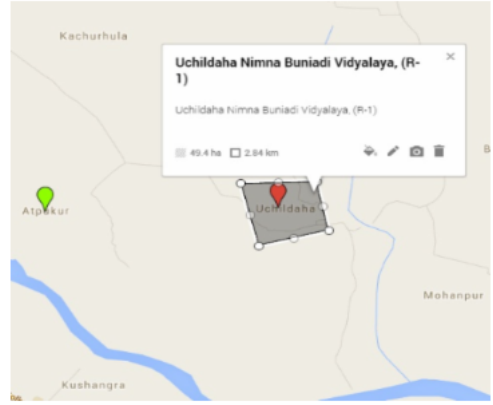 Kachurhula
Uchildaha Nimna Buniadi Vidyalaya, (R-
1)
Uchildaha Nimna Buniadi Vidyalaya, (R-1)
49.4 ha 2.84 km
B
Uchildaha
Atpukur
Mohanpur
Kushangra